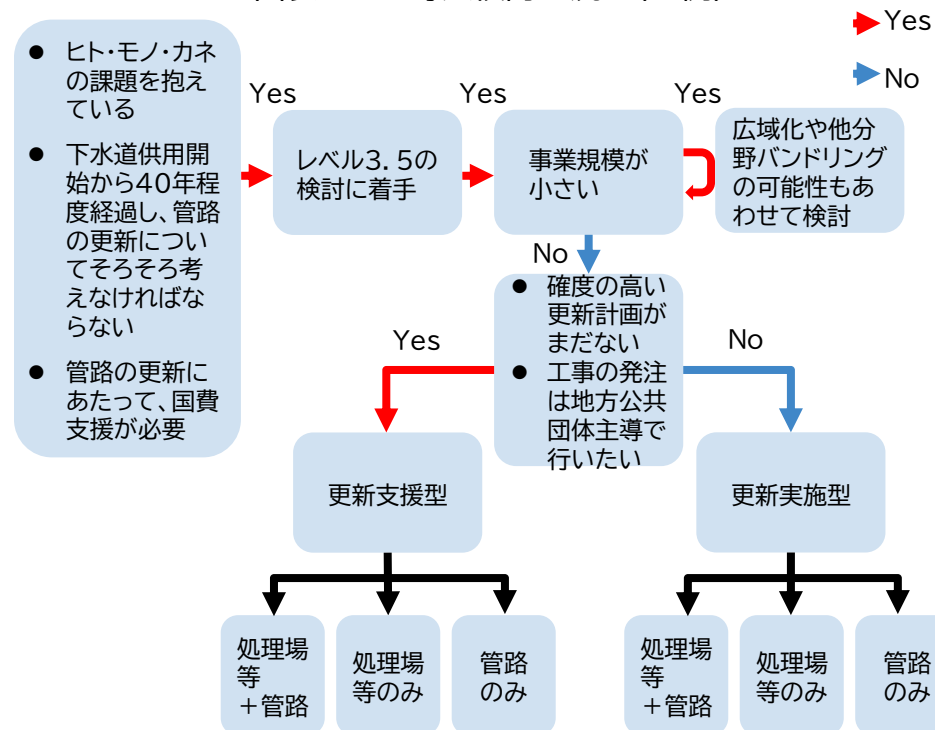 Yes
No
● ヒト・モノ・カネ
の課題を抱え
ている
● 下水道供用開
始から40年程
度経過し、管路
の更新につい
てそろそろ考
えなければな
らない
● 管路の更新に
あたって、国費
支援が必要
Yes
レベル3．5の
検討に着手
Yes
事業規模が
小さい
Yes
広域化や他分
野バンドリング
の可能性もあ
わせて検討
No
● 確度の高い
更新計画が
まだない
● 工事の発注
は地方公共
団体主導で
行いたい
Yes
No
更新支援型
更新実施型
処理場
等
＋管路
処理場
等のみ
管路
のみ
処理場
等
＋管路
処理場
等のみ
管路
のみ